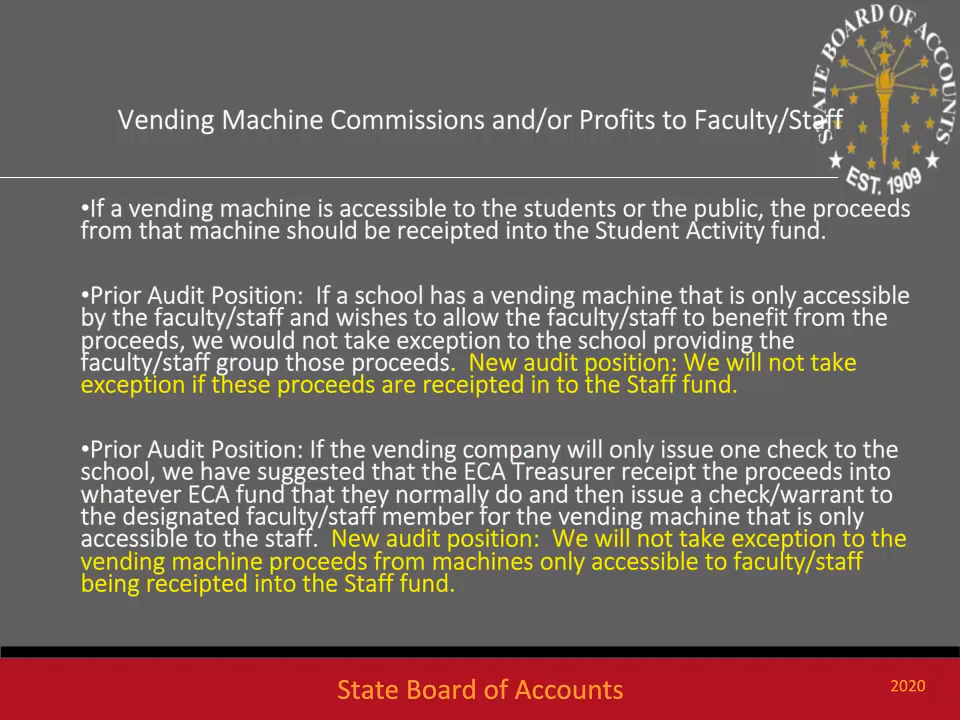 STATE BOARD OF ACCOUNTS
INDIANA
★ EST. 1909 ★
Vending Machine Commissions and/or Profits to Faculty/Staff
•If a vending machine is accessible to the students or the public, the proceeds
from that machine should be receipted into the Student Activity fund.
•Prior Audit Position:  If a school has a vending machine that is only accessible
by the faculty/staff and wishes to allow the faculty/staff to benefit from the
proceeds, we would not take exception to the school providing the
faculty/staff group those proceeds.  New audit position: We will not take
exception if these proceeds are receipted in to the Staff fund.
•Prior Audit Position: If the vending company will only issue one check to the
school, we have suggested that the ECA Treasurer receipt the proceeds into
whatever ECA fund that they normally do and then issue a check/warrant to
the designated faculty/staff member for the vending machine that is only
accessible to the staff.  New audit position:  We will not take exception to the
vending machine proceeds from machines only accessible to faculty/staff
being receipted into the Staff fund.
State Board of Accounts
2020